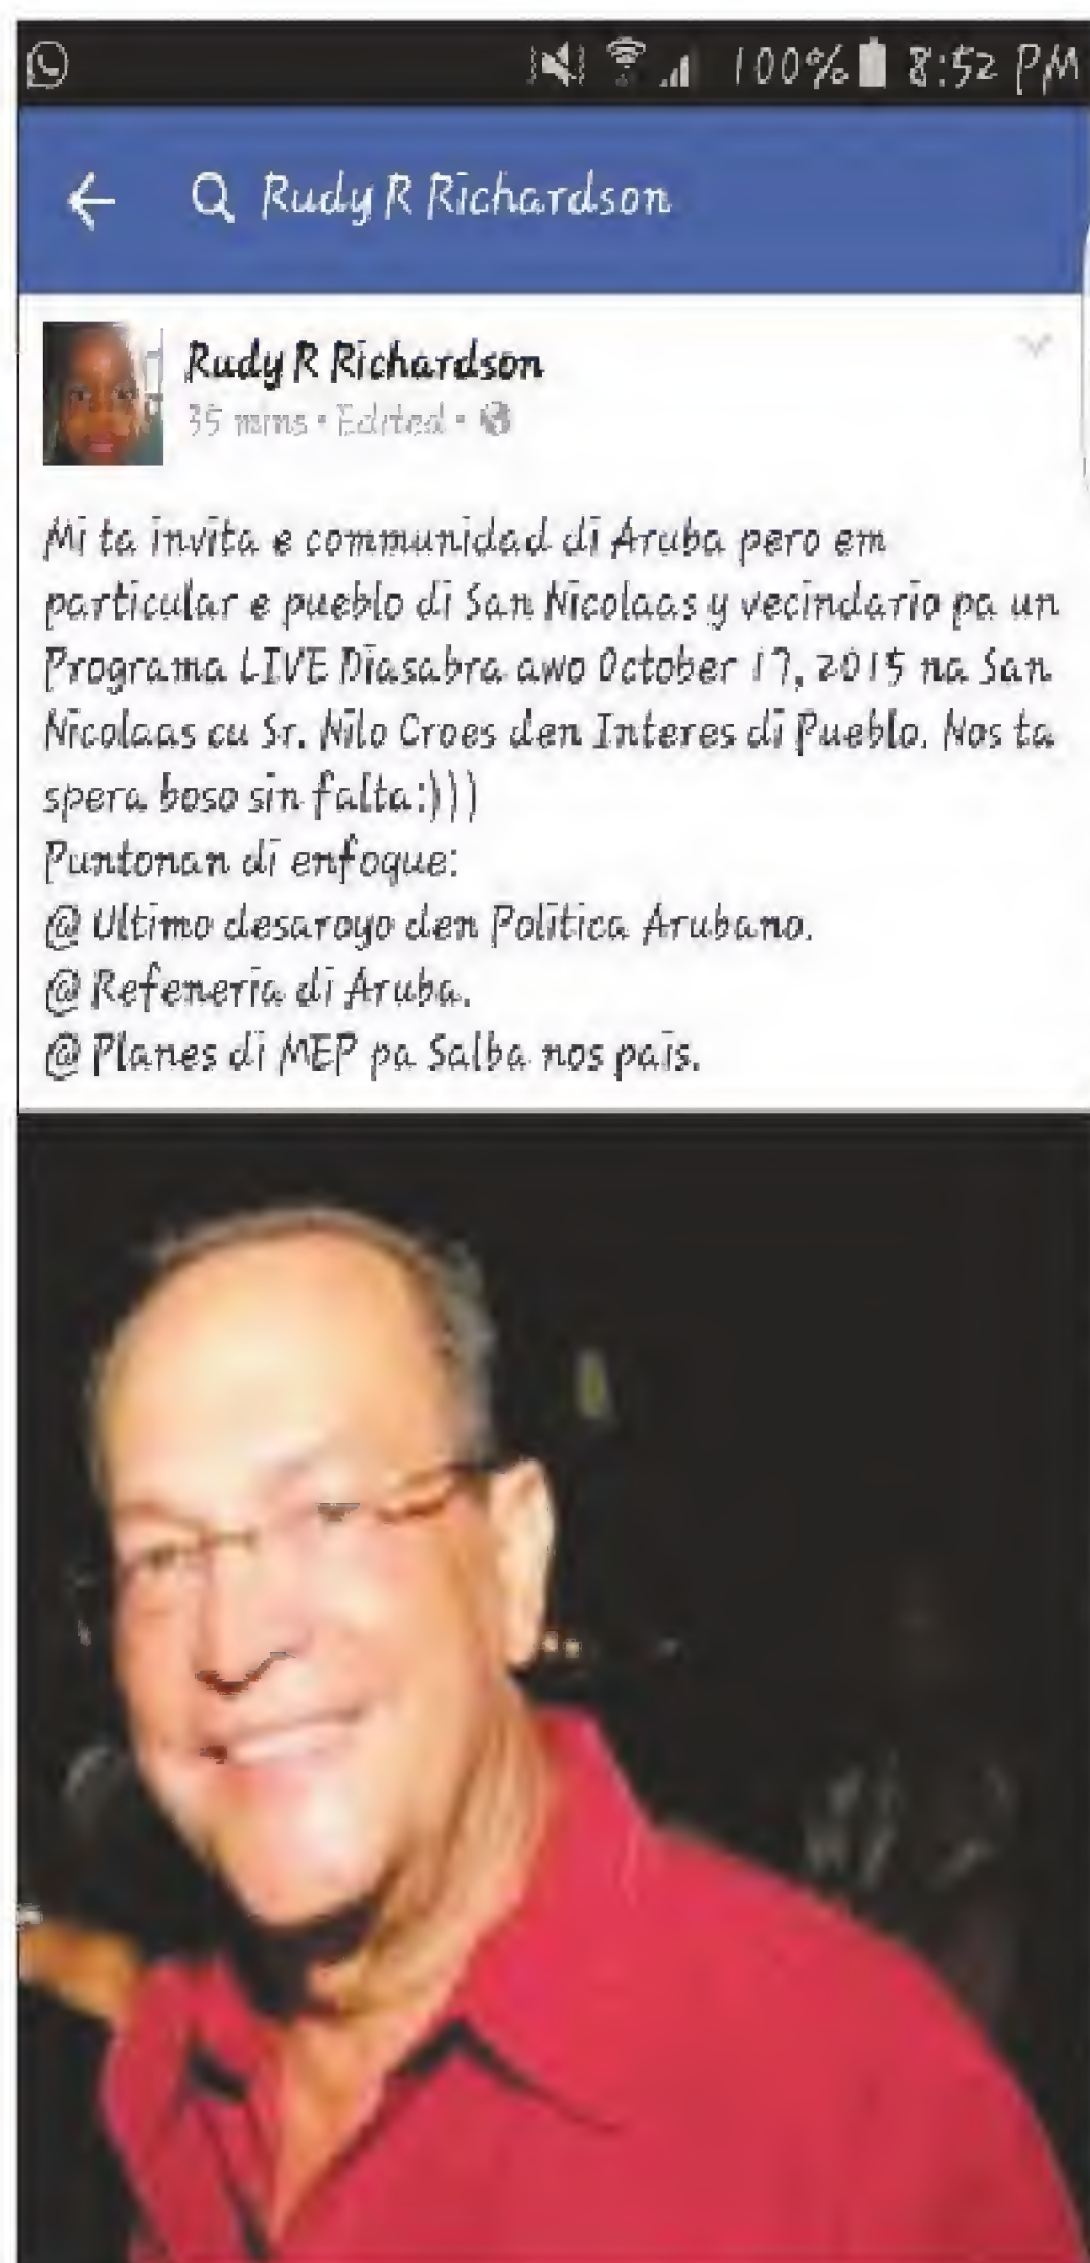 100% 8:52 PM
Rudy R Richardson
Rudy R Richardson
35 mins • Edited •
Mi ta invita e communidad di Aruba pero em
particular e pueblo di San Nicolaas y vecindario pa un
Programa LIVE Diasabra awo October 17, 2015 na San
Nicolaas cu Sr. Nilo Croes den Interes di Pueblo. Nos ta
spera boso sin falta:)))
Puntonan di enfoque:
@ Ultimo desaroyo den Politica Arubano.
@ Refeneria di Aruba.
@ Planes di MEP pa Salba nos pais.